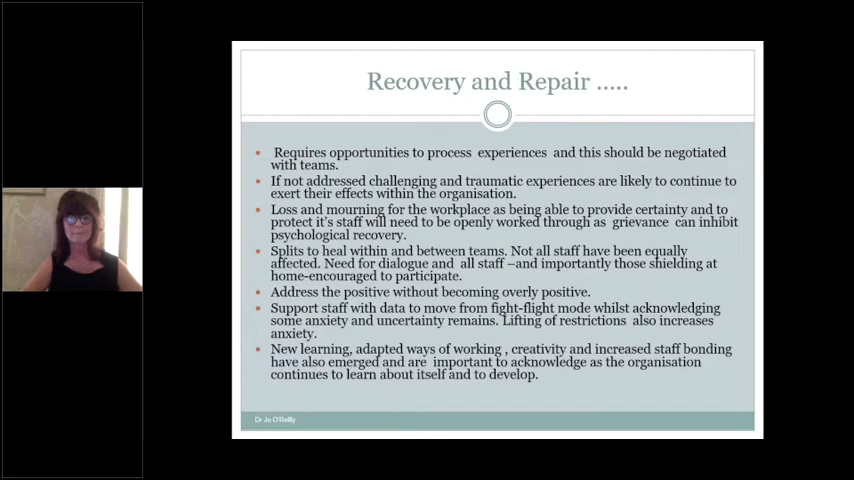 Recovery and Repair .....
Requires opportunities to process experiences and this should be negotiated
with teams.
If not addressed challenging and traumatic experiences are likely to continue to
exert their effects within the organisation.
Loss and mourning for the workplace as being able to provide certainty and to
protect it's staff will need to be openly worked through as grievance can inhibit
psychological recovery.
Splits to heal within and between teams. Not all staff have been equally
affected. Need for dialogue and all staff –and importantly those shielding at
home-encouraged to participate.
Address the positive without becoming overly positive.
Support staff with data to move from fight-flight mode whilst acknowledging
some anxiety and uncertainty remains. Lifting of restrictions also increases
anxiety.
New learning, adapted ways of working , creativity and increased staff bonding
have also emerged and are important to acknowledge as the organisation
continues to learn about itself and to develop.
Dr Jo O'Reilly